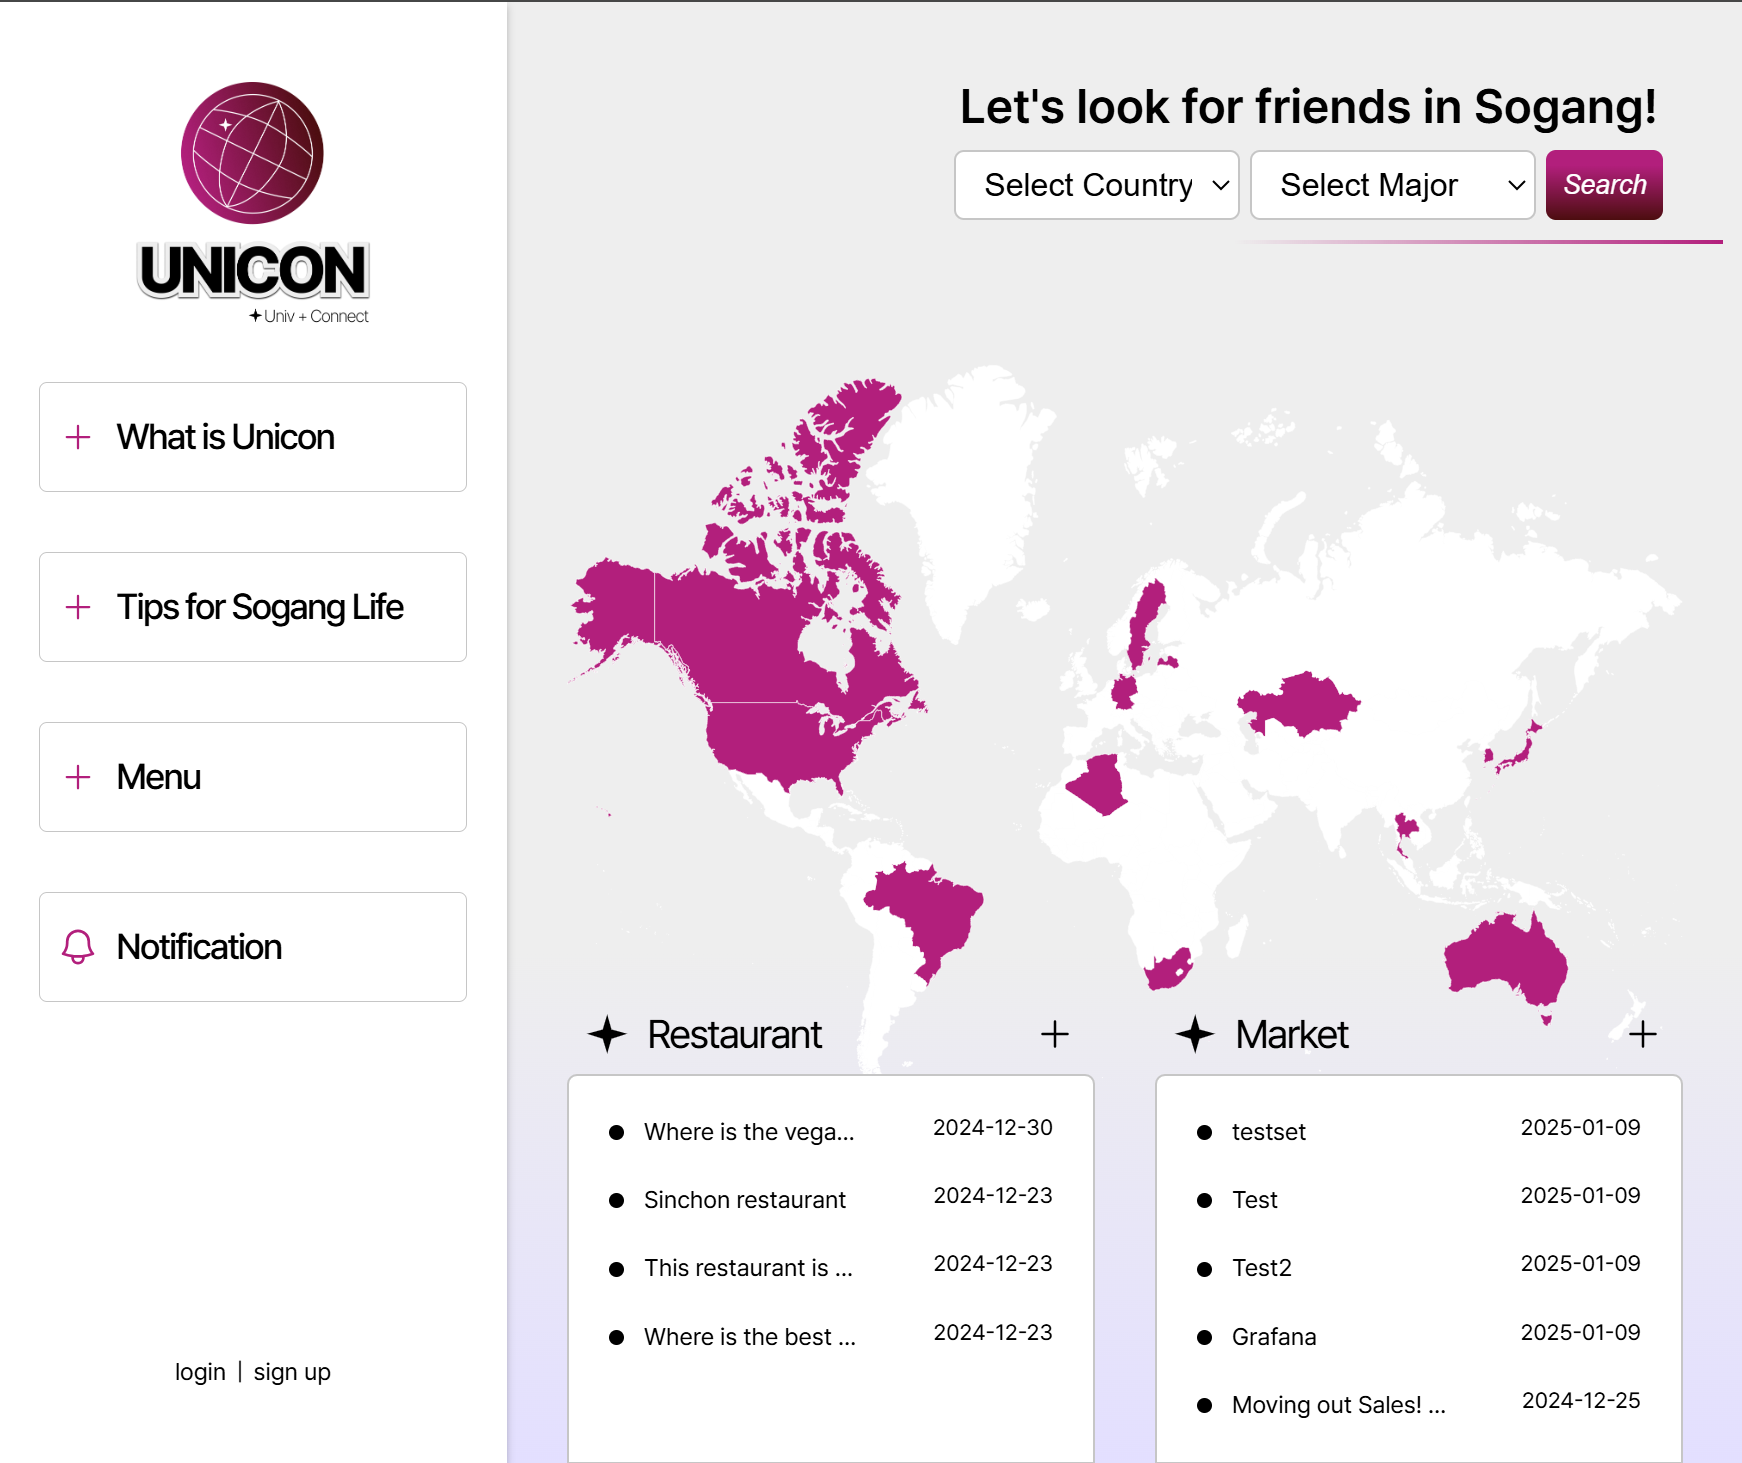 UNICON
Univ + Connect
What is Unicon
Tips for Sogang Life
Menu
Notification
login | sign up
Let's look for friends in Sogang!
Select Country
Select Major
Search
Restaurant
Where is the vega... 2024-12-30
Sinchon restaurant 2024-12-23
This restaurant is ... 2024-12-23
Where is the best ... 2024-12-23
Market
testset 2025-01-09
Test 2025-01-09
Test2 2025-01-09
Grafana 2025-01-09
Moving out Sales! ... 2024-12-25